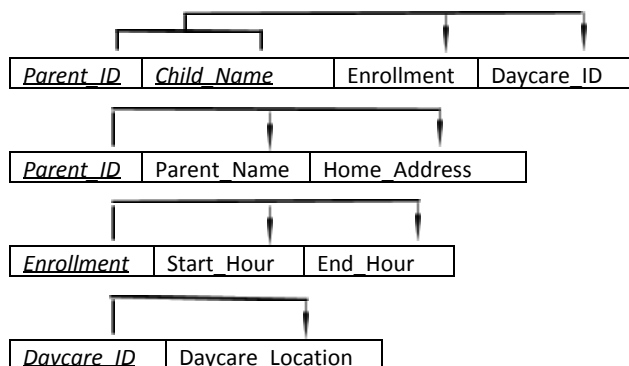 Parent_ID Child_Name Enrollment Daycare_ID
Parent_ID Parent_Name Home_Address
Enrollment Start_Hour End_Hour
Daycare_ID Daycare_Location